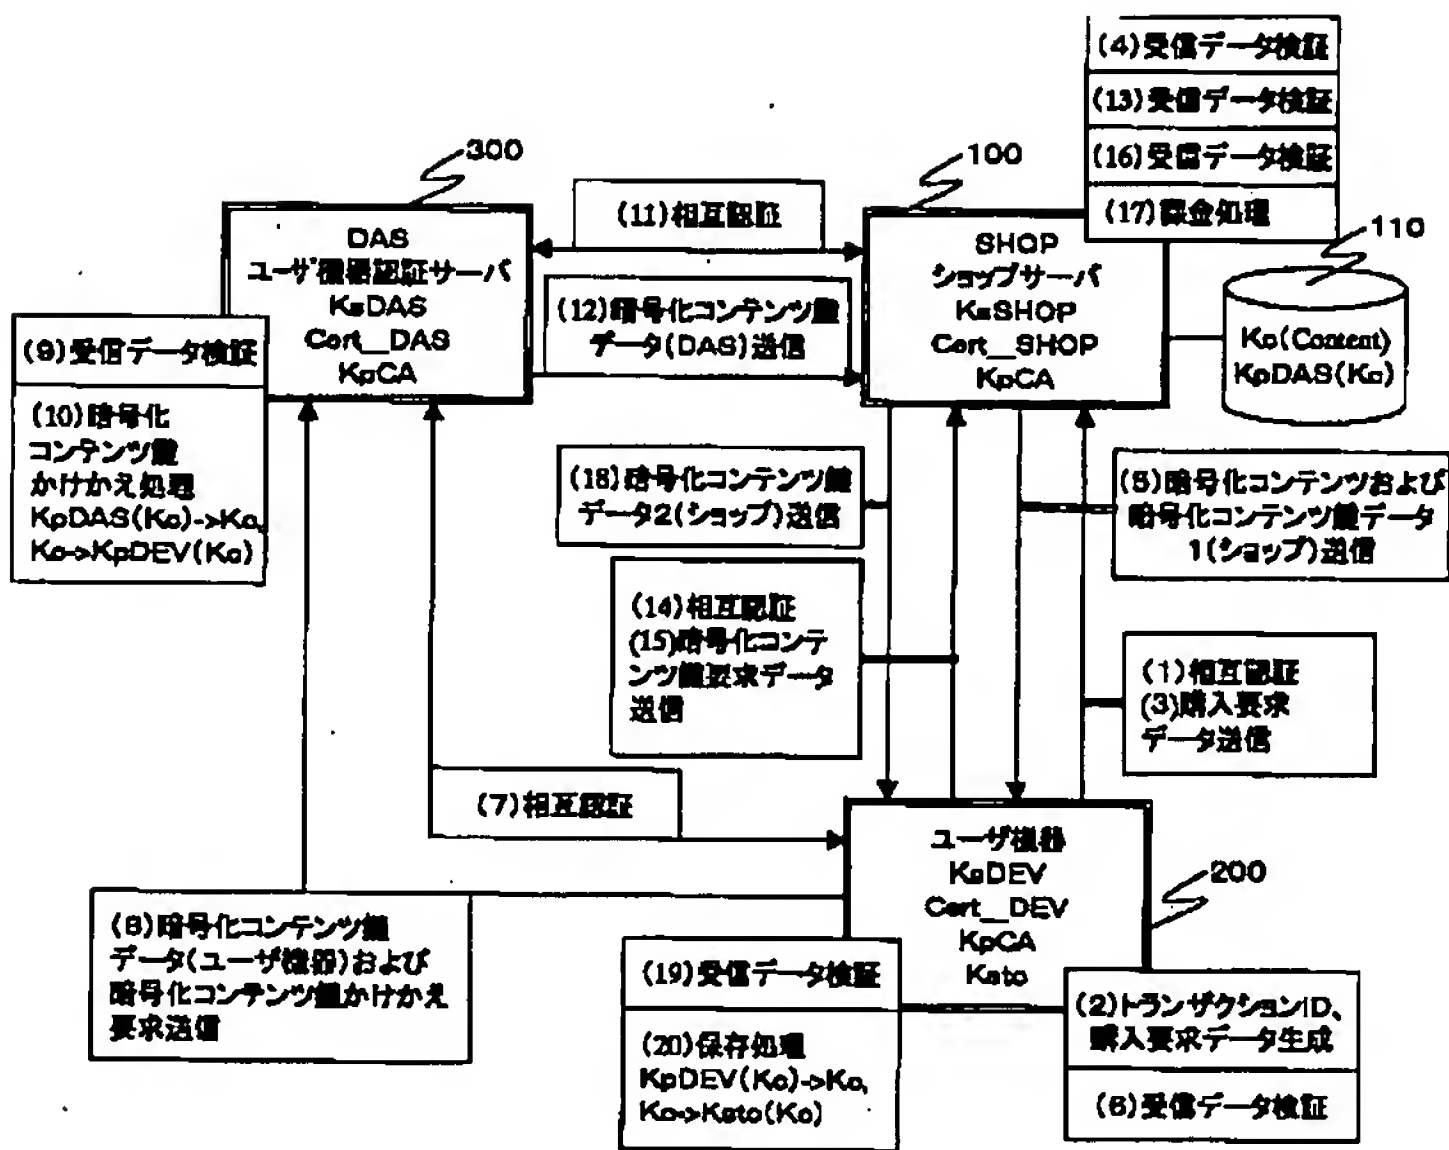 (4)受信データ検証
(13)受信データ検証
(16)受信データ検証
(17)課金処理
300
100
110
DAS
ユーザ機器認証サーバ
KsDAS
Cert__DAS
KpCA
(11)相互認証
(12)暗号化コンテンツ鍵
データ(DAS)送信
SHOP
ショップサーバ
KsSHOP
Cert__SHOP
KpCA
Kc(Content)
KpDAS(Kc)
(9)受信データ検証
(10)暗号化
コンテンツ鍵
かけかえ処理
KpDAS(Kc)->Kc,
Kc->KpDEV(Kc)
(18)暗号化コンテンツ鍵
データ2(ショップ)送信
(5)暗号化コンテンツおよび
暗号化コンテンツ鍵データ
1(ショップ)送信
(14)相互認証
(15)暗号化コンテ
ンツ鍵要求データ
送信
(1)相互認証
(3)購入要求
データ送信
(7)相互認証
ユーザ機器
KsDEV
Cert__DEV
KpCA
Ksto
200
(8)暗号化コンテンツ鍵
データ(ユーザ機器)および
暗号化コンテンツ鍵かけかえ
要求送信
(19)受信データ検証
(20)保存処理
KpDEV(Kc)->Kc,
Kc->Ksto(Kc)
(2)トランザクションID、
購入要求データ生成
(6)受信データ検証